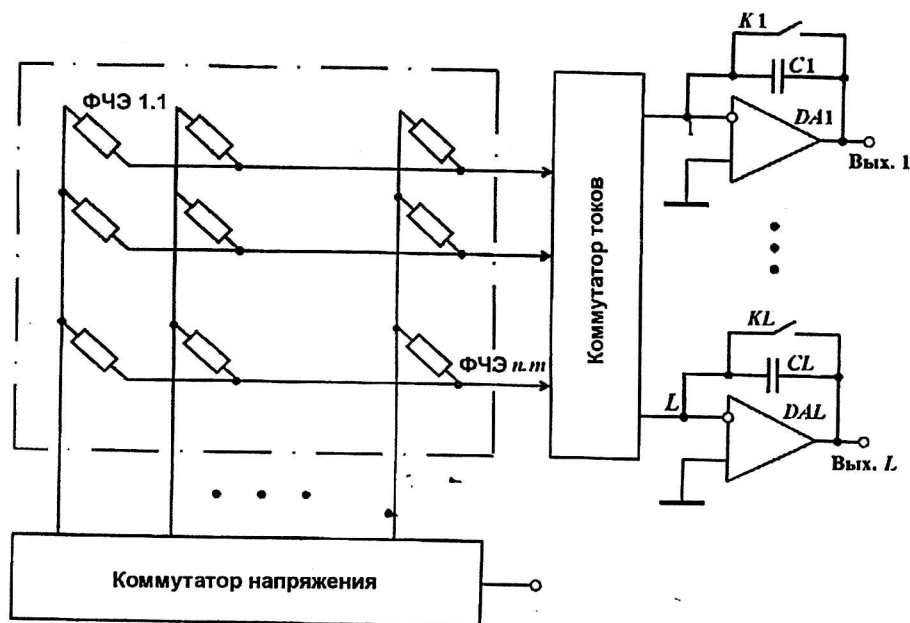 K1
C1
ФЧЭ 1.1
DA1
Вых. 1
Коммутатор токов
KL
CL
ФЧЭ n.m
L
DAL
Вых. L
Коммутатор напряжения